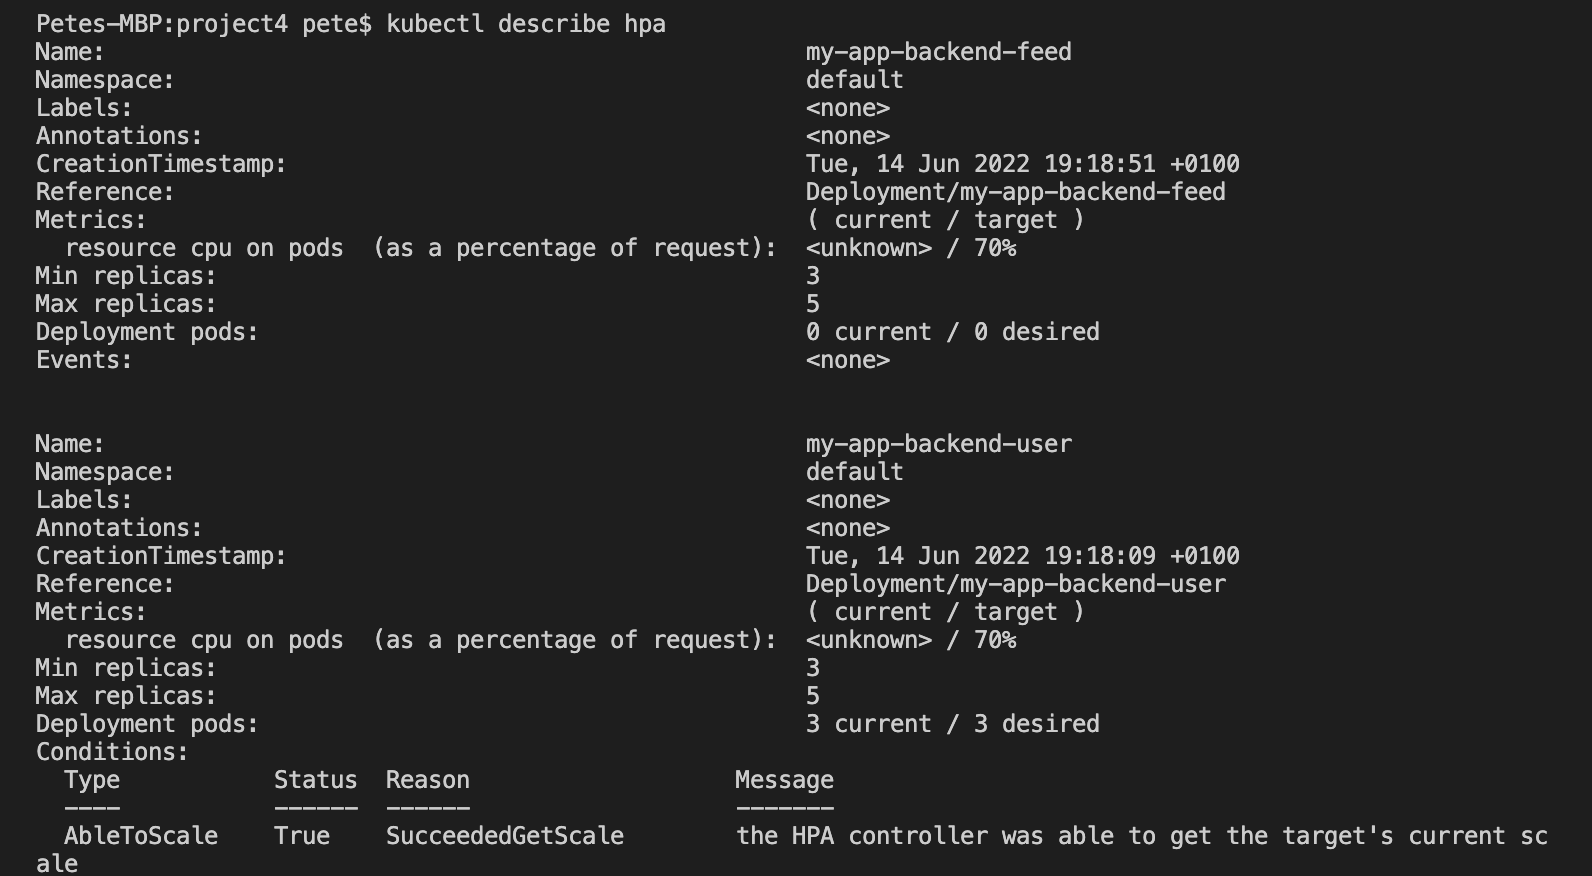 Petes-MBP:project4 pete$ kubectl describe hpa
Name:                                                  my-app-backend-feed
Namespace:                                             default
Labels:                                                <none>
Annotations:                                           <none>
CreationTimestamp:                                     Tue, 14 Jun 2022 19:18:51 +0100
Reference:                                             Deployment/my-app-backend-feed
Metrics:                                               ( current / target )
  resource cpu on pods  (as a percentage of request):  <unknown> / 70%
Min replicas:                                          3
Max replicas:                                          5
Deployment pods:                                       0 current / 0 desired
Events:                                                <none>

Name:                                                  my-app-backend-user
Namespace:                                             default
Labels:                                                <none>
Annotations:                                           <none>
CreationTimestamp:                                     Tue, 14 Jun 2022 19:18:09 +0100
Reference:                                             Deployment/my-app-backend-user
Metrics:                                               ( current / target )
  resource cpu on pods  (as a percentage of request):  <unknown> / 70%
Min replicas:                                          3
Max replicas:                                          5
Deployment pods:                                       3 current / 3 desired
Conditions:
  Type           Status  Reason             Message
  ----           ------  ------             -------
  AbleToScale    True    SucceededGetScale        the HPA controller was able to get the target's current sc
ale